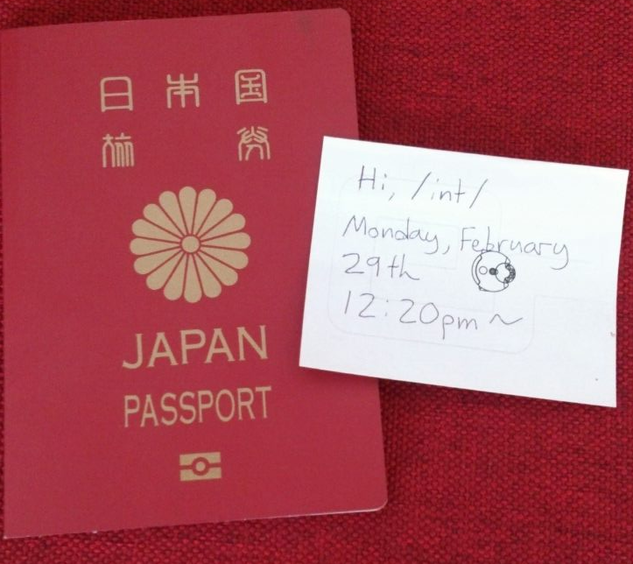 日本国
旅券
JAPAN
PASSPORT
Hi, /int/
Monday, February
29th
12:20pm ~